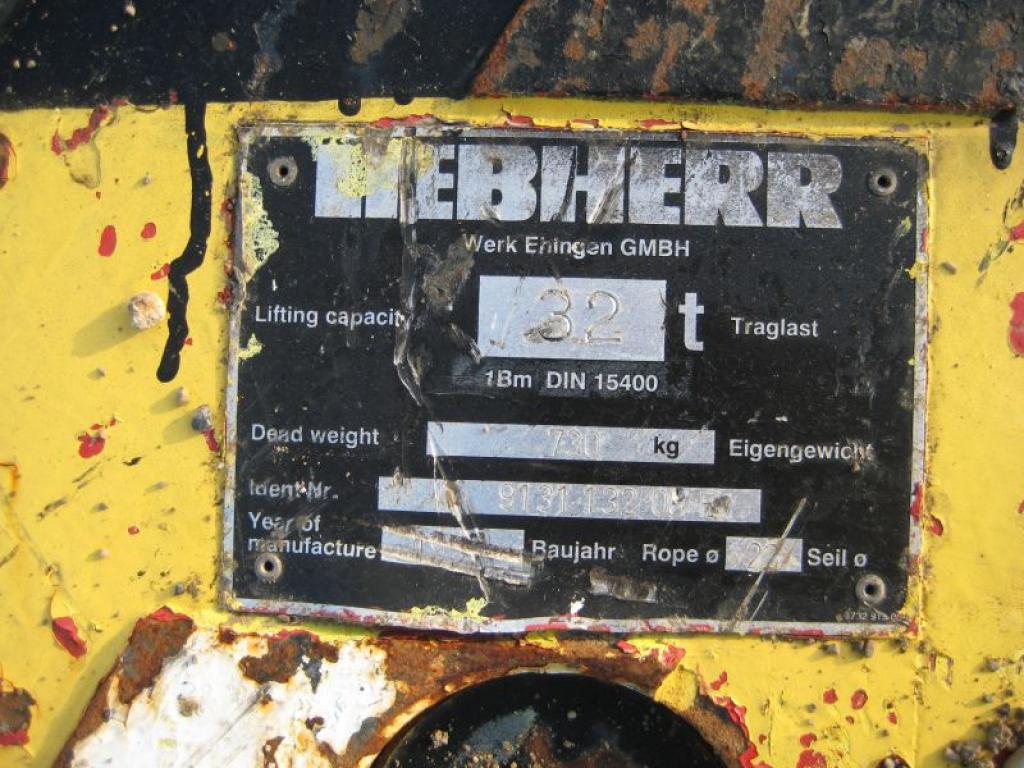 LIEBHERR
Werk Ehingen GMBH
Lifting capacit 32 t Traglast
1Bm DIN 15400
Dead weight 730 kg Eigengewicht
Ident Nr.
Year of
manufacture Baujahr Rope ø Seil ø